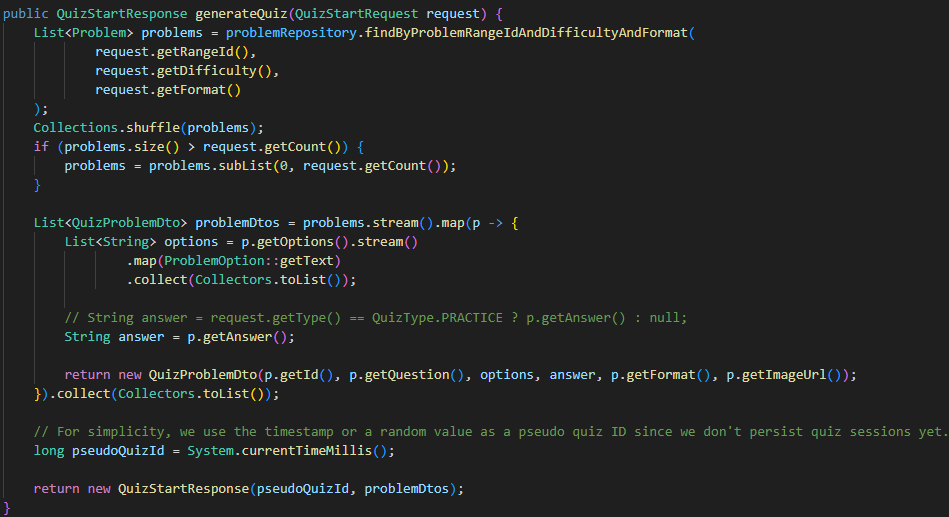 public QuizStartResponse generateQuiz(QuizStartRequest request) {
    List<Problem> problems = problemRepository.findByProblemRangeIdAndDifficultyAndFormat(
            request.getRangeId(),
            request.getDifficulty(),
            request.getFormat()
    );
    Collections.shuffle(problems);
    if (problems.size() > request.getCount()) {
        problems = problems.subList(0, request.getCount());
    }

    List<QuizProblemDto> problemDtos = problems.stream().map(p -> {
        List<String> options = p.getOptions().stream()
                .map(ProblemOption::getText)
                .collect(Collectors.toList());

        // String answer = request.getType() == QuizType.PRACTICE ? p.getAnswer() : null;
        String answer = p.getAnswer();

        return new QuizProblemDto(p.getId(), p.getQuestion(), options, answer, p.getFormat(), p.getImageUrl());
    }).collect(Collectors.toList());

    // For simplicity, we use the timestamp or a random value as a pseudo quiz ID since we don't persist quiz sessions yet.
    long pseudoQuizId = System.currentTimeMillis();

    return new QuizStartResponse(pseudoQuizId, problemDtos);
}